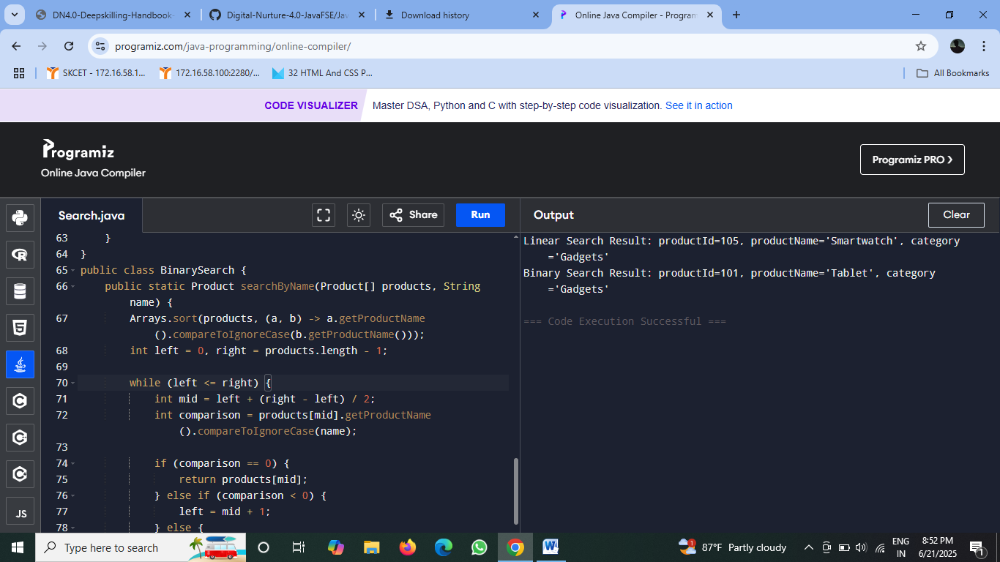 DN4.0-Deepskilling-Handbook-
Digital-Nurture-4.0-JavaFSE/Jav
Download history
Online Java Compiler - Program
programiz.com/java-programming/online-compiler/
SKCET - 172.16.58.1...
172.16.58.100:2280/...
32 HTML And CSS P...
All Bookmarks
CODE VISUALIZER
Master DSA, Python and C with step-by-step code visualization. See it in action
Programiz
Online Java Compiler
Programiz PRO
Search.java
Share
Run
Output
Clear
63 }
64 }
65 public class BinarySearch {
66 public static Product searchByName(Product[] products, String
name) {
67 Arrays.sort(products, (a, b) -> a.getProductName
().compareToIgnoreCase(b.getProductName()));
68 int left = 0, right = products.length - 1;
69
70 while (left <= right) {
71 int mid = left + (right - left) / 2;
72 int comparison = products[mid].getProductName
().compareToIgnoreCase(name);
73
74 if (comparison == 0) {
75 return products[mid];
76 } else if (comparison < 0) {
77 left = mid + 1;
78 } else {
JS
Linear Search Result: productId=105, productName='Smartwatch', category
='Gadgets'
Binary Search Result: productId=101, productName='Tablet', category
='Gadgets'
=== Code Execution Successful ===
Type here to search
1
87°F Partly cloudy
ENG
IN
8:52 PM
6/21/2025
1